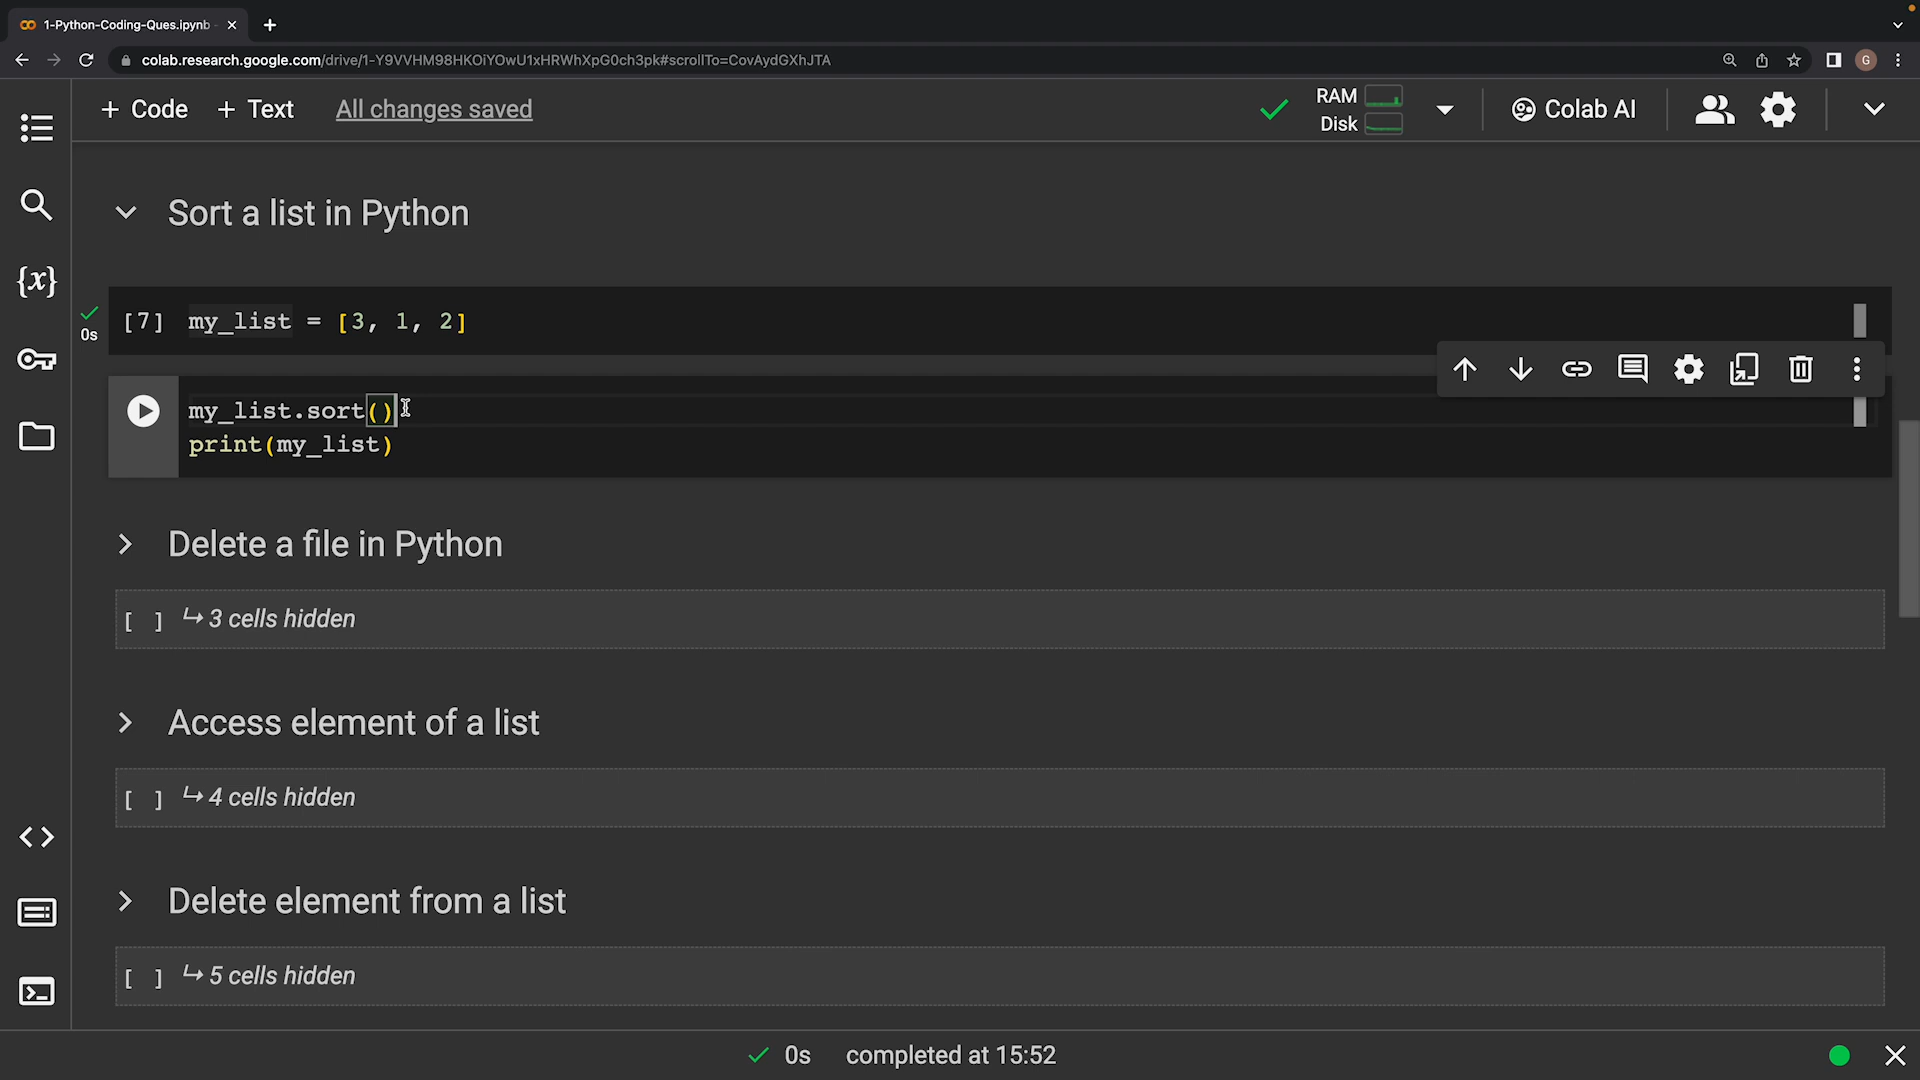 1-Python-Coding-Ques.ipynb -
colab.research.google.com/drive/1-Y9VVHM98HKOiYOwU1xHRWhXpG0ch3pk#scrollTo=CovAydGXhJTA
G
+ Code + Text All changes saved
RAM
Disk
Colab AI
Sort a list in Python
{x}
0s
[7] my_list = [3, 1, 2]
my_list.sort()
print(my_list)
Delete a file in Python
[ ] ↳ 3 cells hidden
Access element of a list
[ ] ↳ 4 cells hidden
Delete element from a list
[ ] ↳ 5 cells hidden
0s completed at 15:52